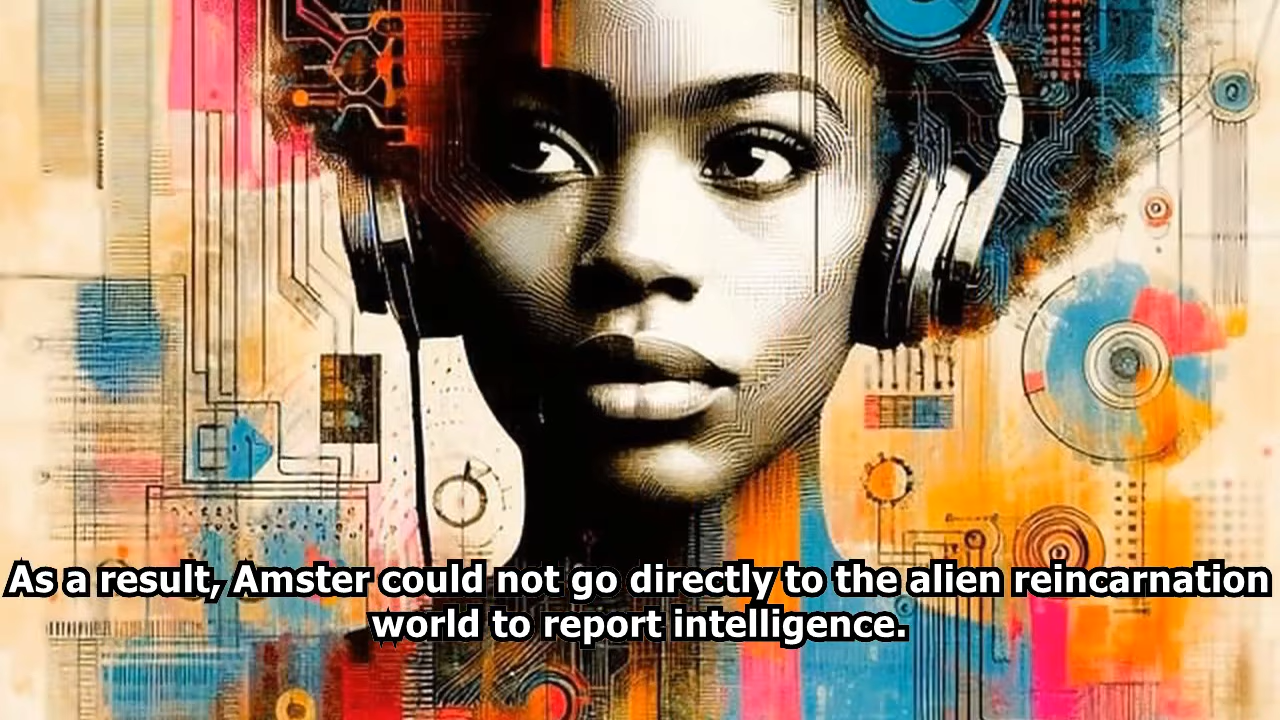 As a result, Amster could not go directly to the alien reincarnation
world to report intelligence.